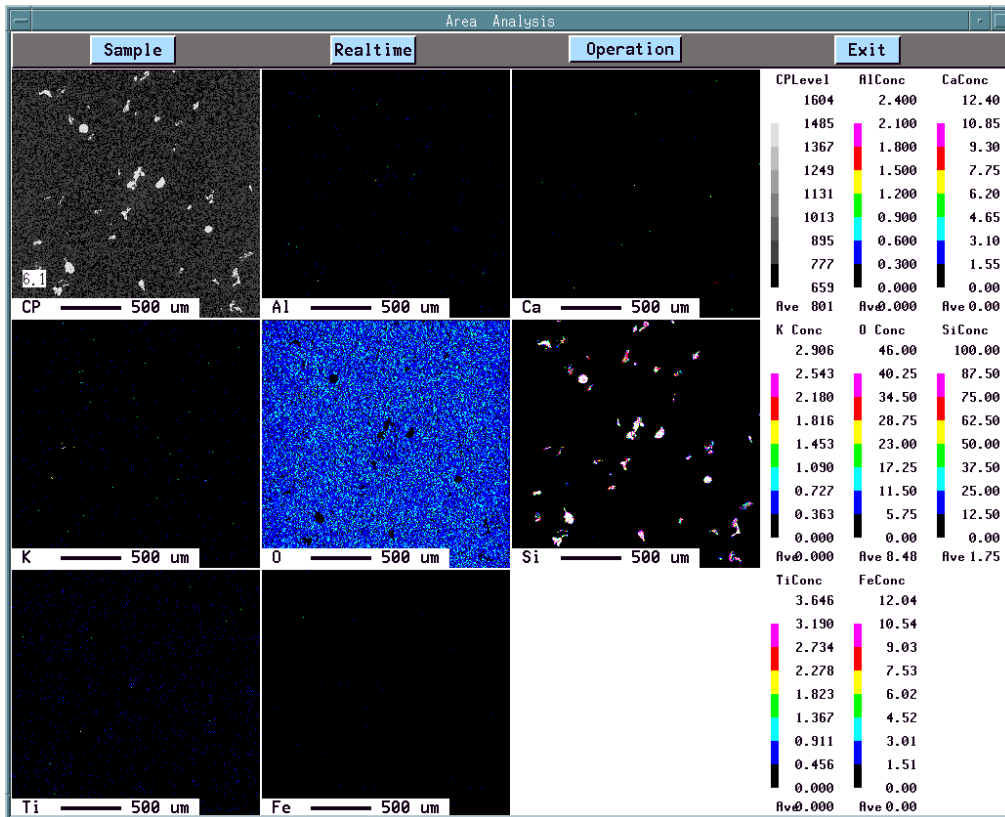 Area Analysis
Sample Realtime Operation Exit
6.1
CP 500 um
Al 500 um
Ca 500 um
CPLevel AlConc CaConc
1604 2.400 12.40
1485 2.100 10.85
1367 1.800 9.30
1249 1.500 7.75
1131 1.200 6.20
1013 0.900 4.65
895 0.600 3.10
777 0.300 1.55
659 0.000 0.00
Ave 801 Ave0.000 Ave 0.00
K 500 um
O 500 um
Si 500 um
K Conc O Conc SiConc
2.906 46.00 100.00
2.543 40.25 87.50
2.180 34.50 75.00
1.816 28.75 62.50
1.453 23.00 50.00
1.090 17.25 37.50
0.727 11.50 25.00
0.363 5.75 12.50
0.000 0.00 0.00
Ave0.000 Ave 8.48 Ave 1.75
Ti 500 um
Fe 500 um
TiConc FeConc
3.646 12.04
3.190 10.54
2.734 9.03
2.278 7.53
1.823 6.02
1.367 4.52
0.911 3.01
0.456 1.51
0.000 0.00
Ave0.000 Ave 0.00